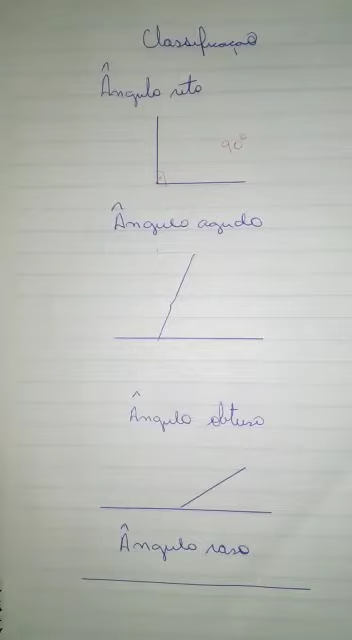 Classificação
Ângulo reto
90°
Ângulo agudo
Ângulo obtuso
Ângulo raso